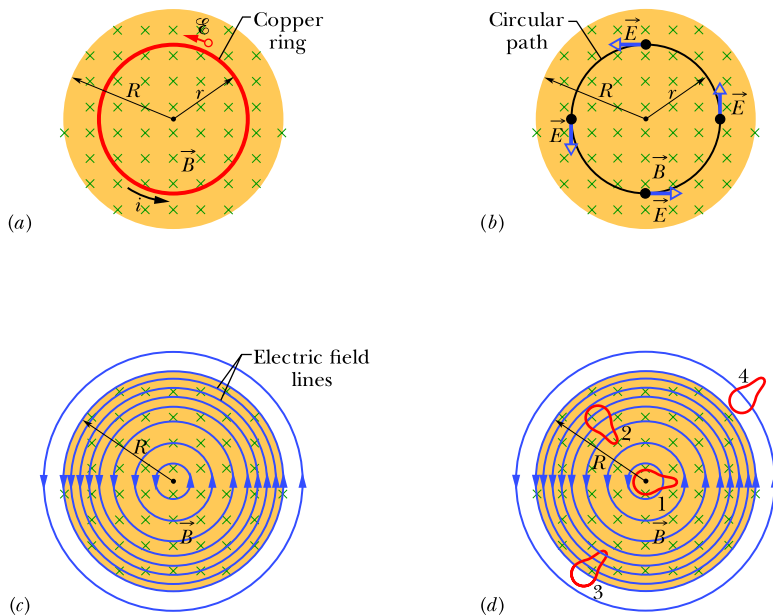 ℰ
Copper
ring
R
r
B
i
(a)
Circular
path
E
R
r
E
E
B
E
(b)
Electric field
lines
R
B
(c)
4
2
R
1
B
3
(d)